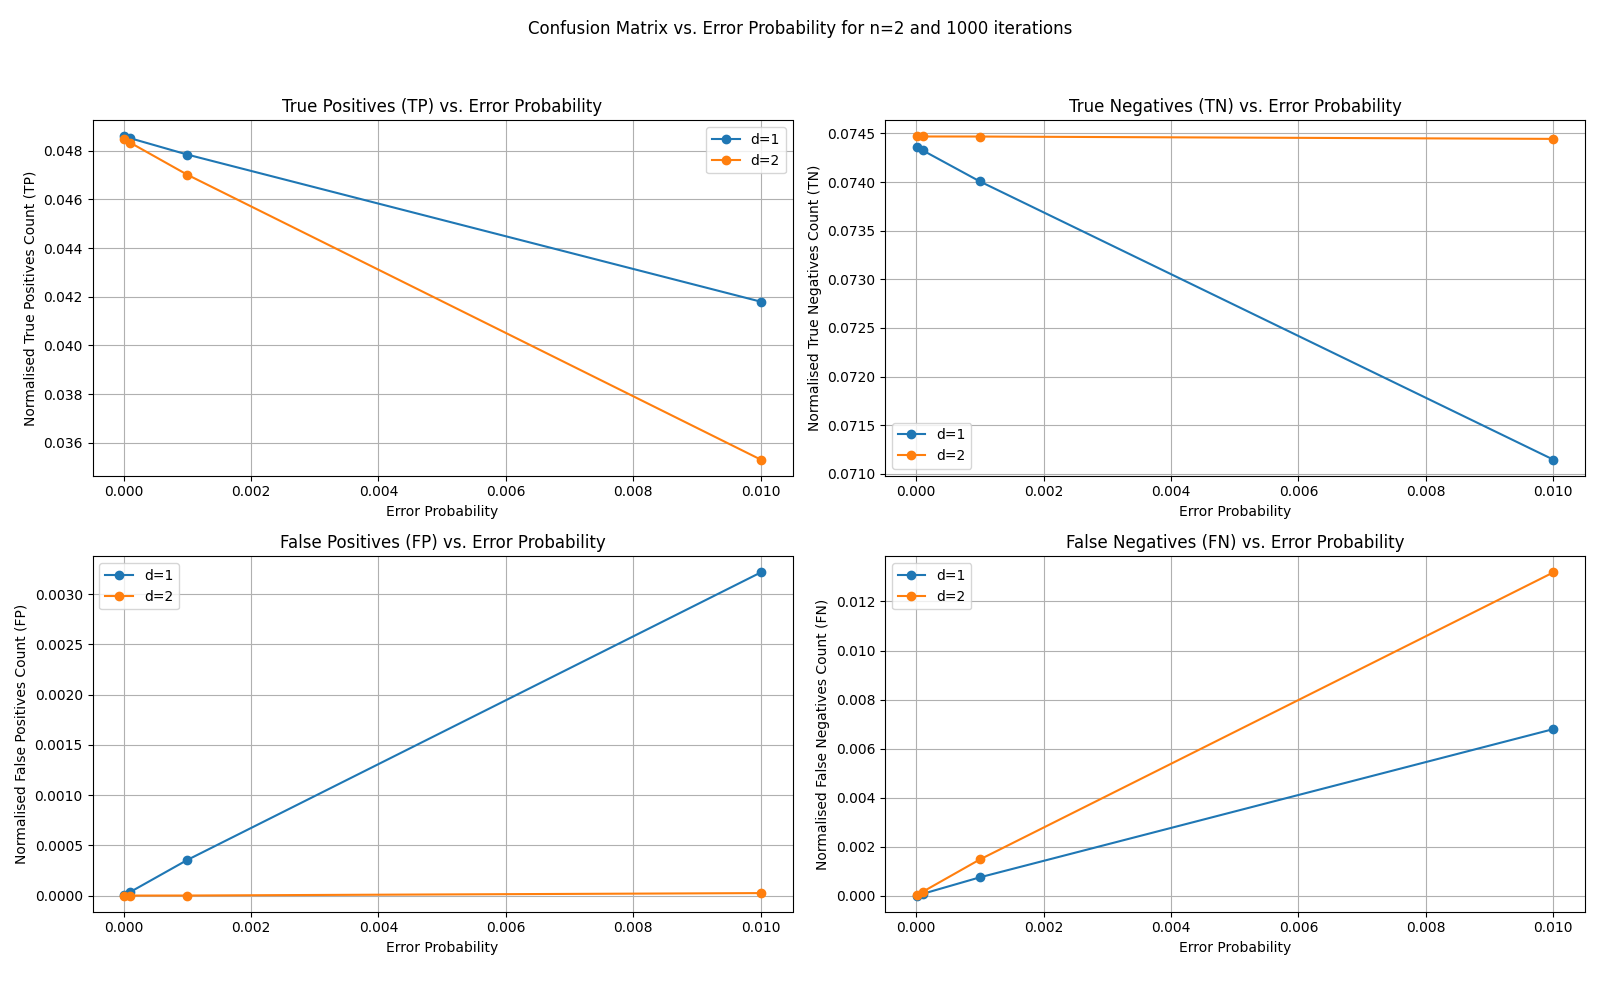 Confusion Matrix vs. Error Probability for n=2 and 1000 iterations
True Positives (TP) vs. Error Probability
Normalised True Positives Count (TP)
0.048
0.046
0.044
0.042
0.040
0.038
0.036
d=1
d=2
0.000 0.002 0.004 0.006 0.008 0.010
Error Probability
True Negatives (TN) vs. Error Probability
Normalised True Negatives Count (TN)
0.0745
0.0740
0.0735
0.0730
0.0725
0.0720
0.0715
0.0710
d=1
d=2
0.000 0.002 0.004 0.006 0.008 0.010
Error Probability
False Positives (FP) vs. Error Probability
Normalised False Positives Count (FP)
0.0030
0.0025
0.0020
0.0015
0.0010
0.0005
0.0000
d=1
d=2
0.000 0.002 0.004 0.006 0.008 0.010
Error Probability
False Negatives (FN) vs. Error Probability
Normalised False Negatives Count (FN)
0.012
0.010
0.008
0.006
0.004
0.002
0.000
d=1
d=2
0.000 0.002 0.004 0.006 0.008 0.010
Error Probability